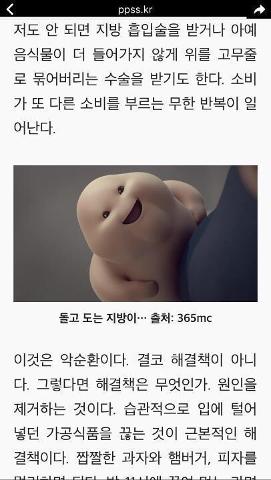 ppss.kr
저도 안 되면 지방 흡입술을 받거나 아예
음식물이 더 들어가지 않게 위를 고무줄
로 묶어버리는 수술을 받기도 한다. 소비
가 또 다른 소비를 부르는 무한 반복이 일
어난다.
돌고 도는 지방이… 출처: 365mc
이것은 악순환이다. 결코 해결책이 아니
다. 그렇다면 해결책은 무엇인가. 원인을
제거하는 것이다. 습관적으로 입에 털어
넣던 가공식품을 끊는 것이 근본적인 해
결책이다. 짭짤한 과자와 햄버거, 피자를